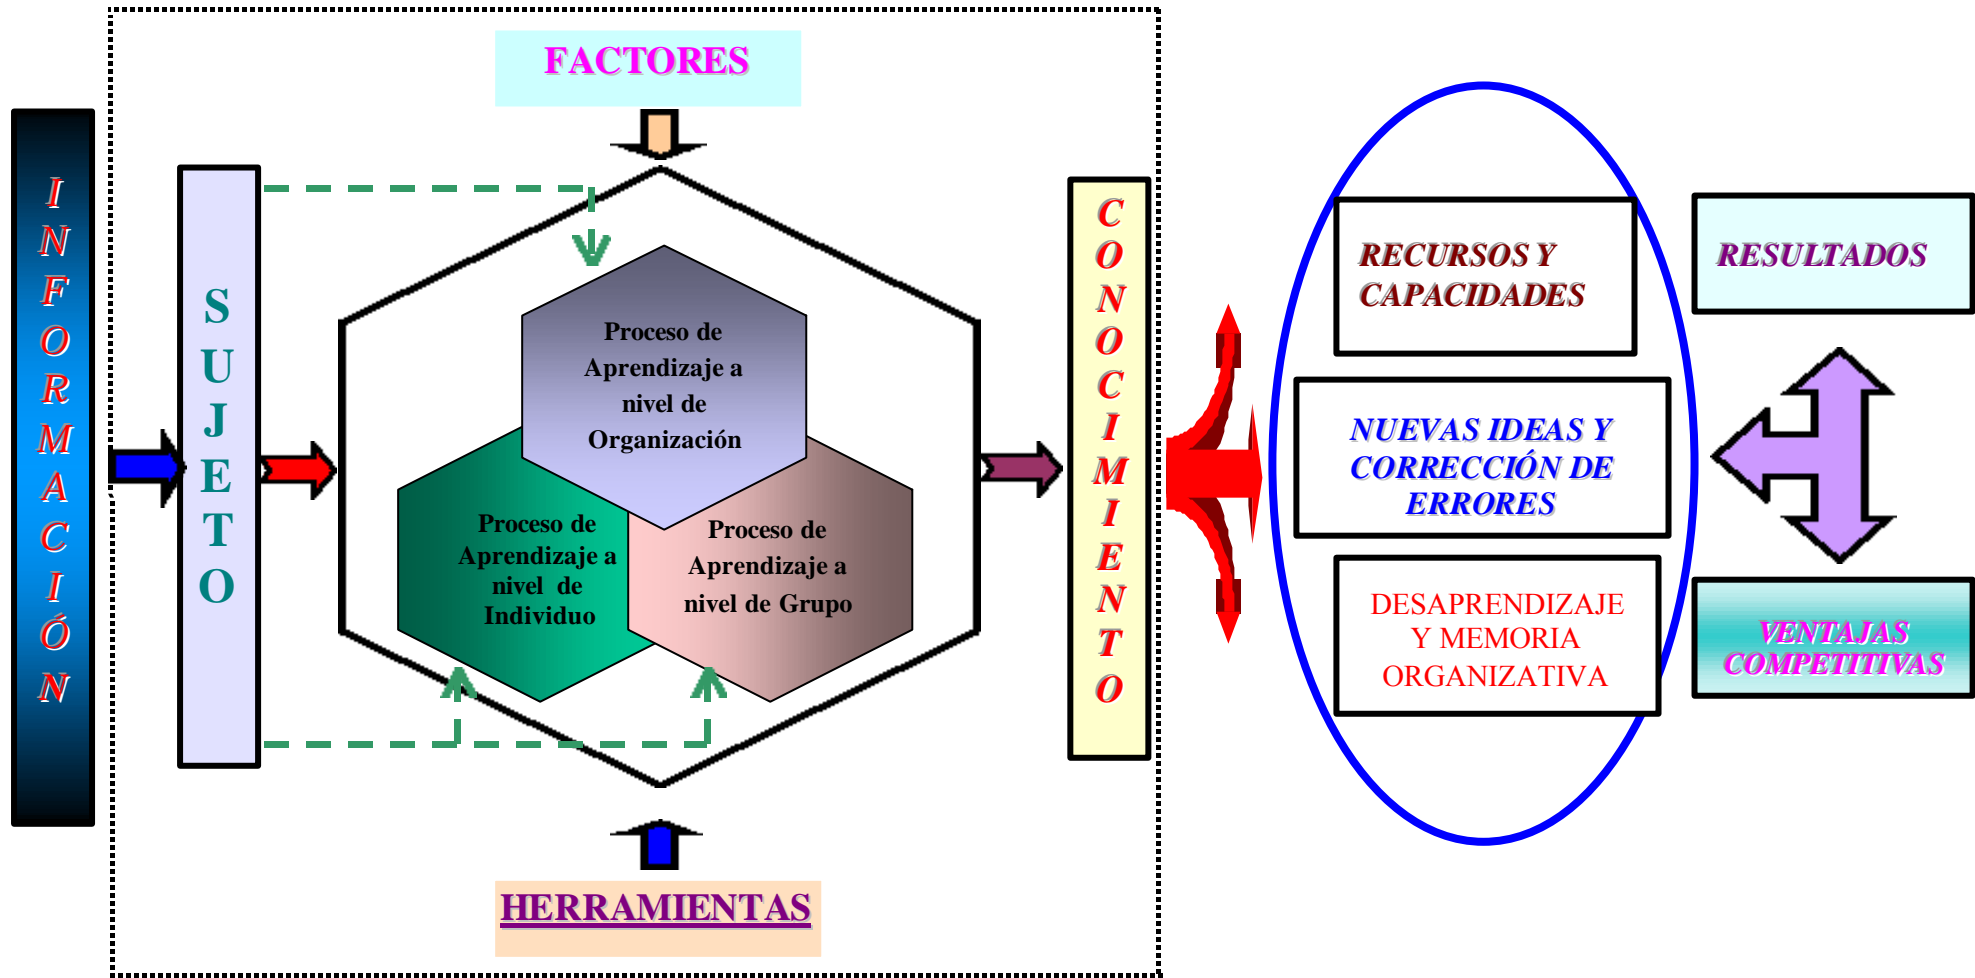 FACTORES
INFORMACIÓN
SUJETO
Proceso de
Aprendizaje a
nivel de
Organización
Proceso de
Aprendizaje a
nivel de
Individuo
Proceso de
Aprendizaje a
nivel de Grupo
HERRAMIENTAS
CONOCIMIENTO
RECURSOS Y
CAPACIDADES
NUEVAS IDEAS Y
CORRECCIÓN DE
ERRORES
DESAPRENDIZAJE
Y MEMORIA
ORGANIZATIVA
RESULTADOS
VENTAJAS
COMPETITIVAS